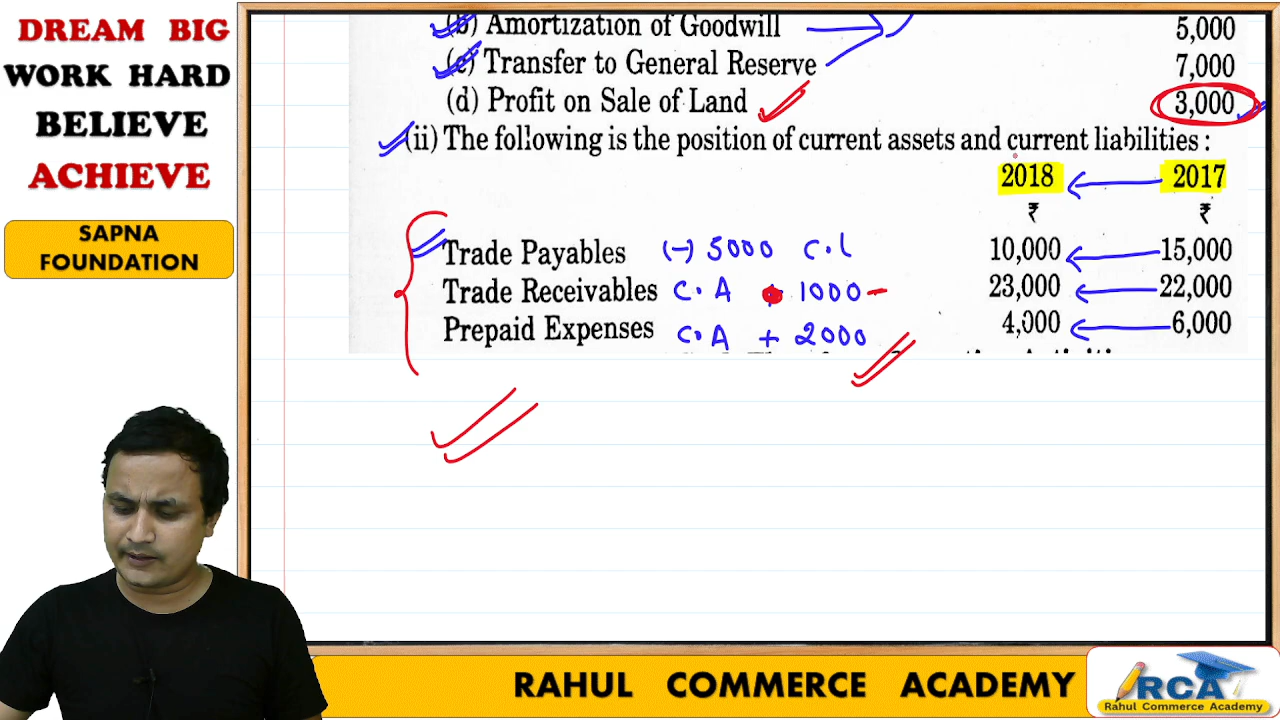 DREAM BIG
WORK HARD
BELIEVE
ACHIEVE
SAPNA
FOUNDATION
(b) Amortization of Goodwill 5,000
(c) Transfer to General Reserve 7,000
(d) Profit on Sale of Land 3,000
(ii) The following is the position of current assets and current liabilities :
2018 2017
₹ ₹
Trade Payables (-) 5000 C.L 10,000 15,000
Trade Receivables C.A 1000 - 23,000 22,000
Prepaid Expenses C.A + 2000 4,000 6,000
RAHUL COMMERCE ACADEMY
RCA
Rahul Commerce Academy